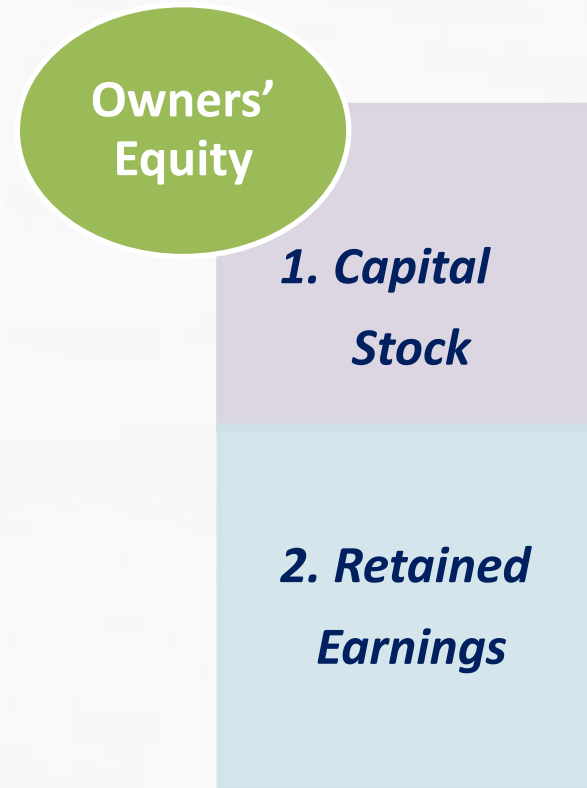 Owners’
Equity
1. Capital
Stock
2. Retained
Earnings